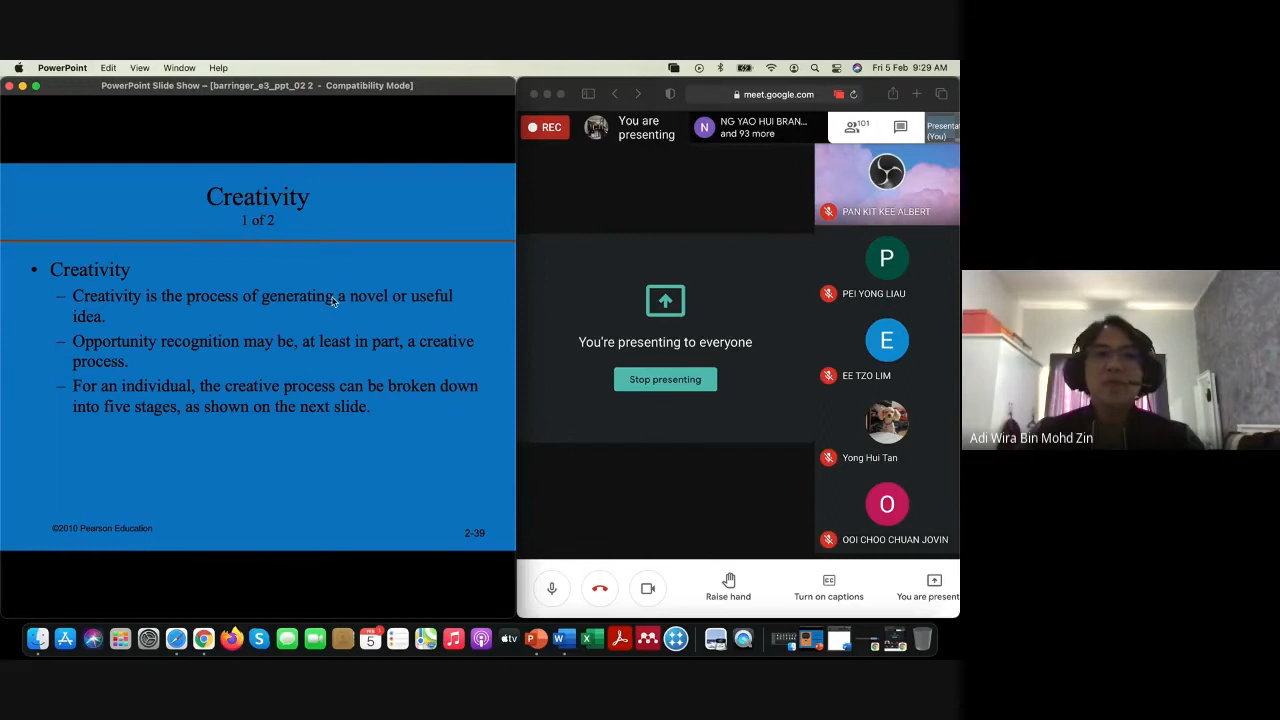 PowerPoint Edit View Window Help
Fri 5 Feb 9:29 AM
PowerPoint Slide Show – [barringer_e3_ppt_02 2 - Compatibility Mode]
Creativity
1 of 2
• Creativity
– Creativity is the process of generating a novel or useful
idea.
– Opportunity recognition may be, at least in part, a creative
process.
– For an individual, the creative process can be broken down
into five stages, as shown on the next slide.
©2010 Pearson Education
2-39
meet.google.com
REC
You are
presenting
N
NG YAO HUI BRAN...
and 93 more
101
Presenta
(You)
You're presenting to everyone
Stop presenting
PAN KIT KEE ALBERT
P
PEI YONG LIAU
E
EE TZO LIM
Yong Hui Tan
O
OOI CHOO CHUAN JOVIN
Raise hand
CC
Turn on captions
You are present
Adi Wira Bin Mohd Zin
5
tv